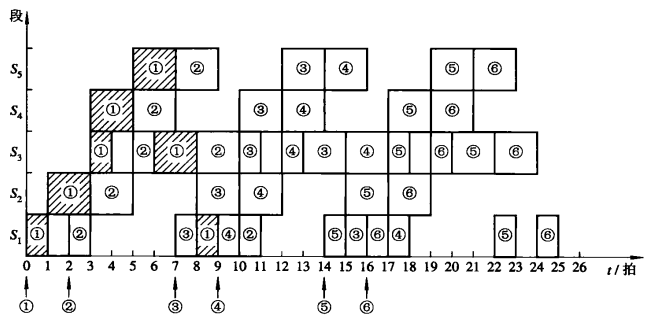 段
S5 ① ② ③ ④ ⑤ ⑥
S4 ① ② ③ ④ ⑤ ⑥
S3 ① ② ① ② ③ ④ ③ ④ ⑤ ⑥ ⑤ ⑥
S2 ① ② ③ ④ ⑤ ⑥
S1 ① ② ③ ① ④ ② ⑤ ③ ⑥ ④ ⑤ ⑥
0 1 2 3 4 5 6 7 8 9 10 11 12 13 14 15 16 17 18 19 20 21 22 23 24 25 26
t/拍
① ② ③ ④ ⑤ ⑥